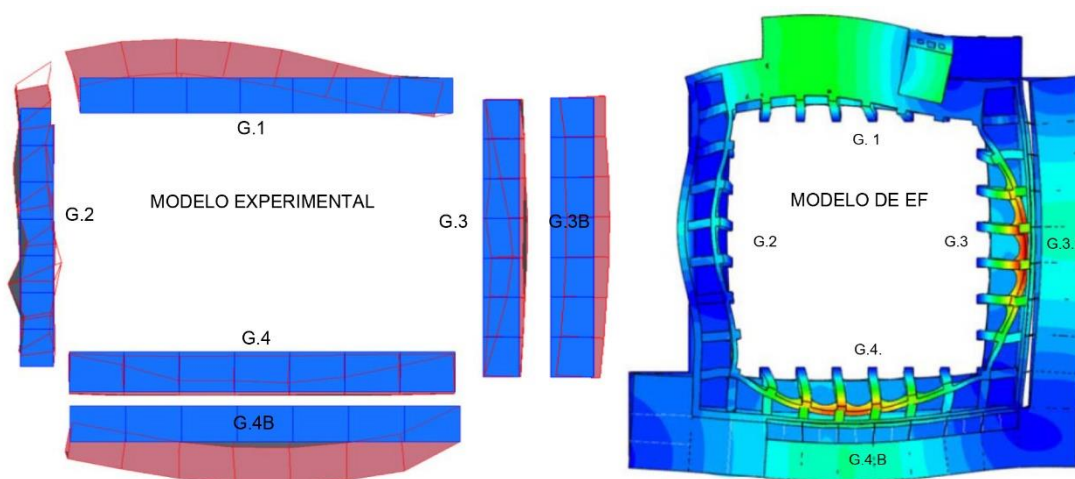 G.1
G.2
MODELO EXPERIMENTAL
G.3
G.3B
G.4
G.4B
G. 1
MODELO DE EF
G.2
G.3
G.3.
G.4.
G.4.B